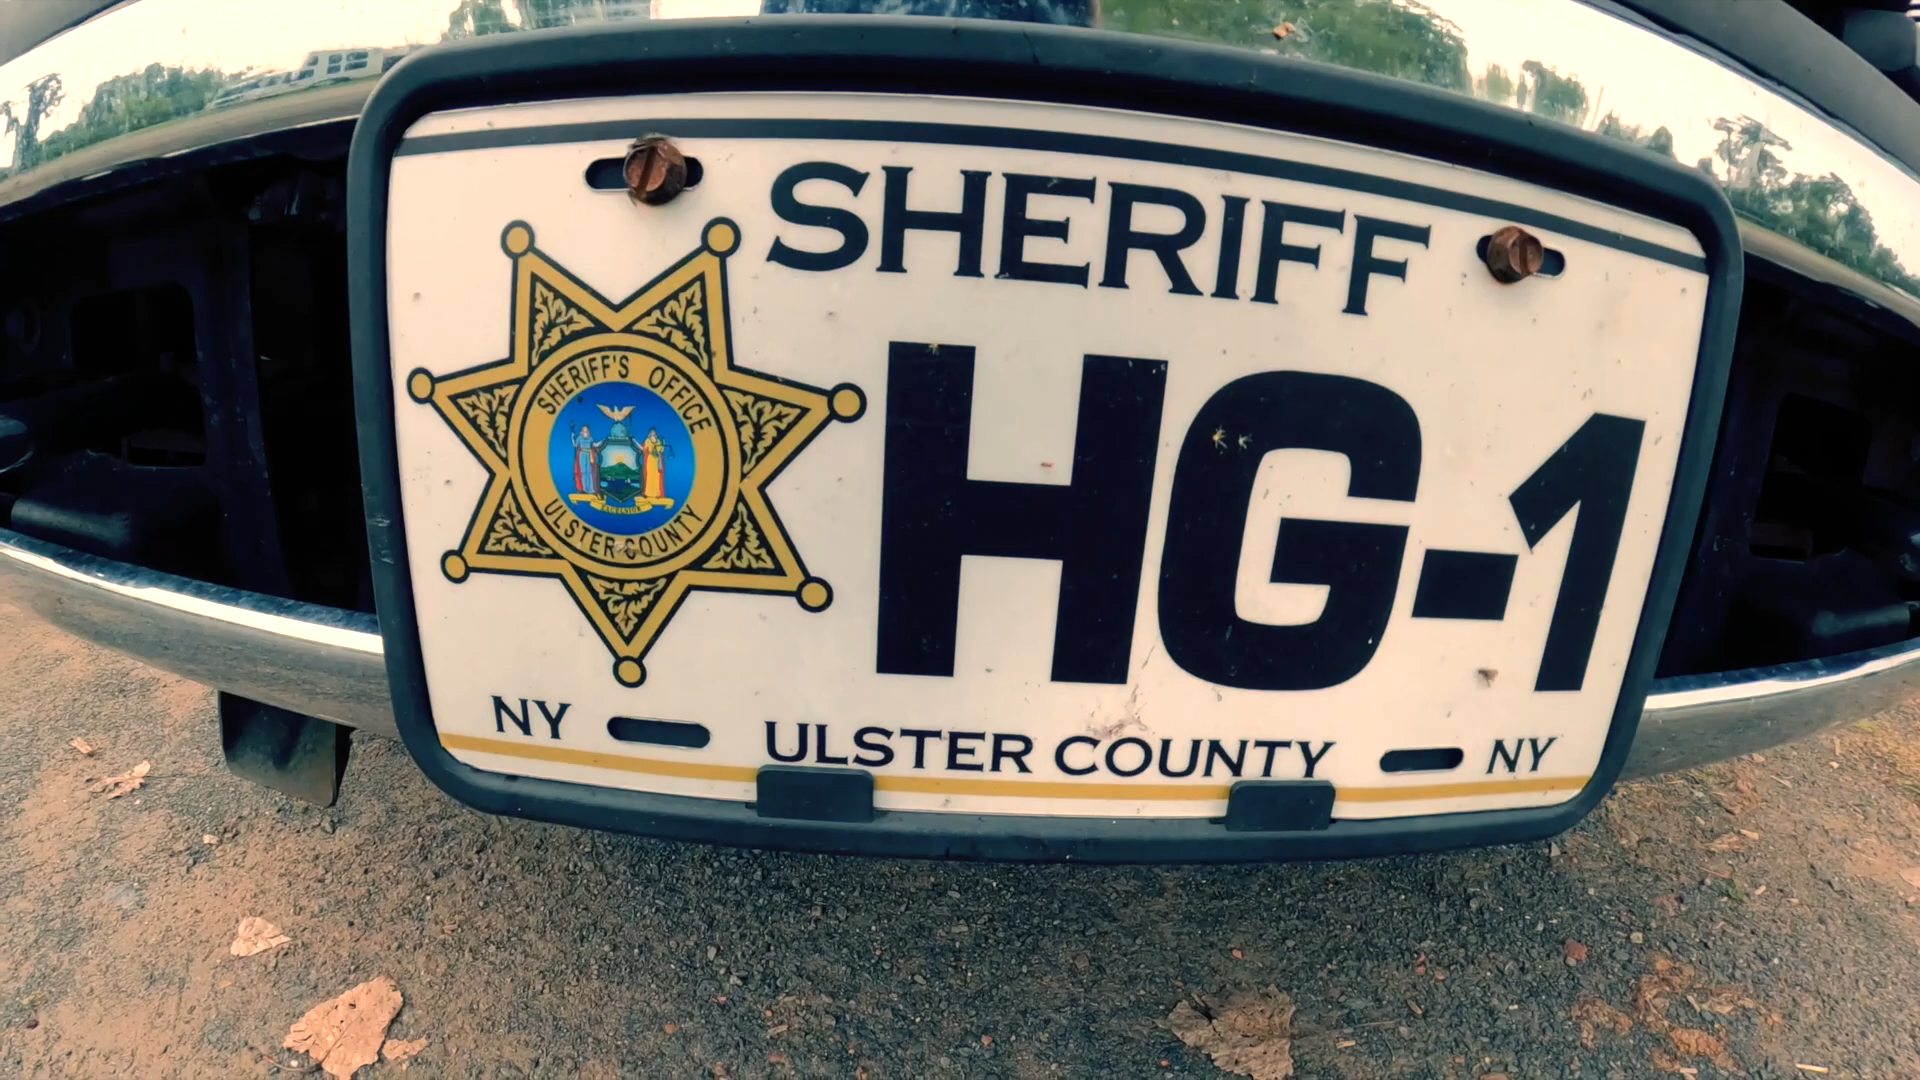 SHERIFF
SHERIFF'S OFFICE
EXCELSIOR
ULSTER COUNTY
HG-1
NY ULSTER COUNTY NY